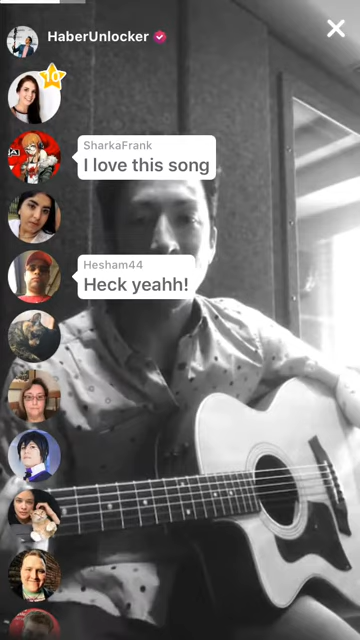 HaberUnlocker
10
SharkaFrank
I love this song
Hesham44
Heck yeahh!